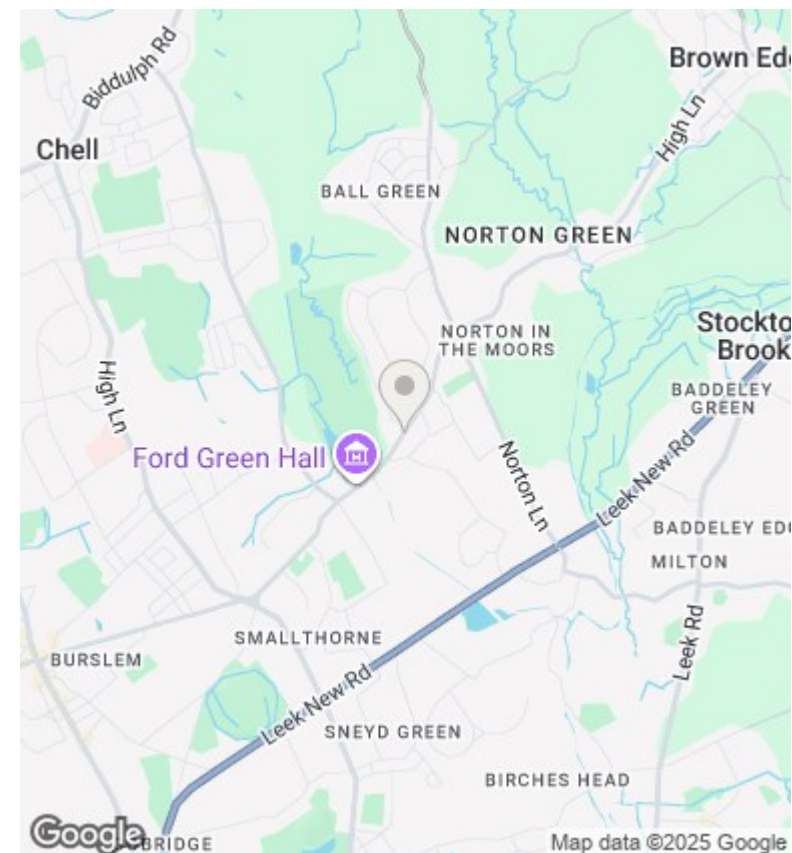 Biddulph Rd
Brown Edg
Chell
High Ln
BALL GREEN
NORTON GREEN
NORTON IN
THE MOORS
Stockto
Brook
High Ln
BADDELEY
GREEN
Ford Green Hall
Norton Ln
Leek New Rd
BADDELEY EDG
MILTON
SMALLTHORNE
BURSLEM
Leek Rd
Leek New Rd
SNEYD GREEN
BIRCHES HEAD
Google
BRIDGE
Map data ©2025 Google